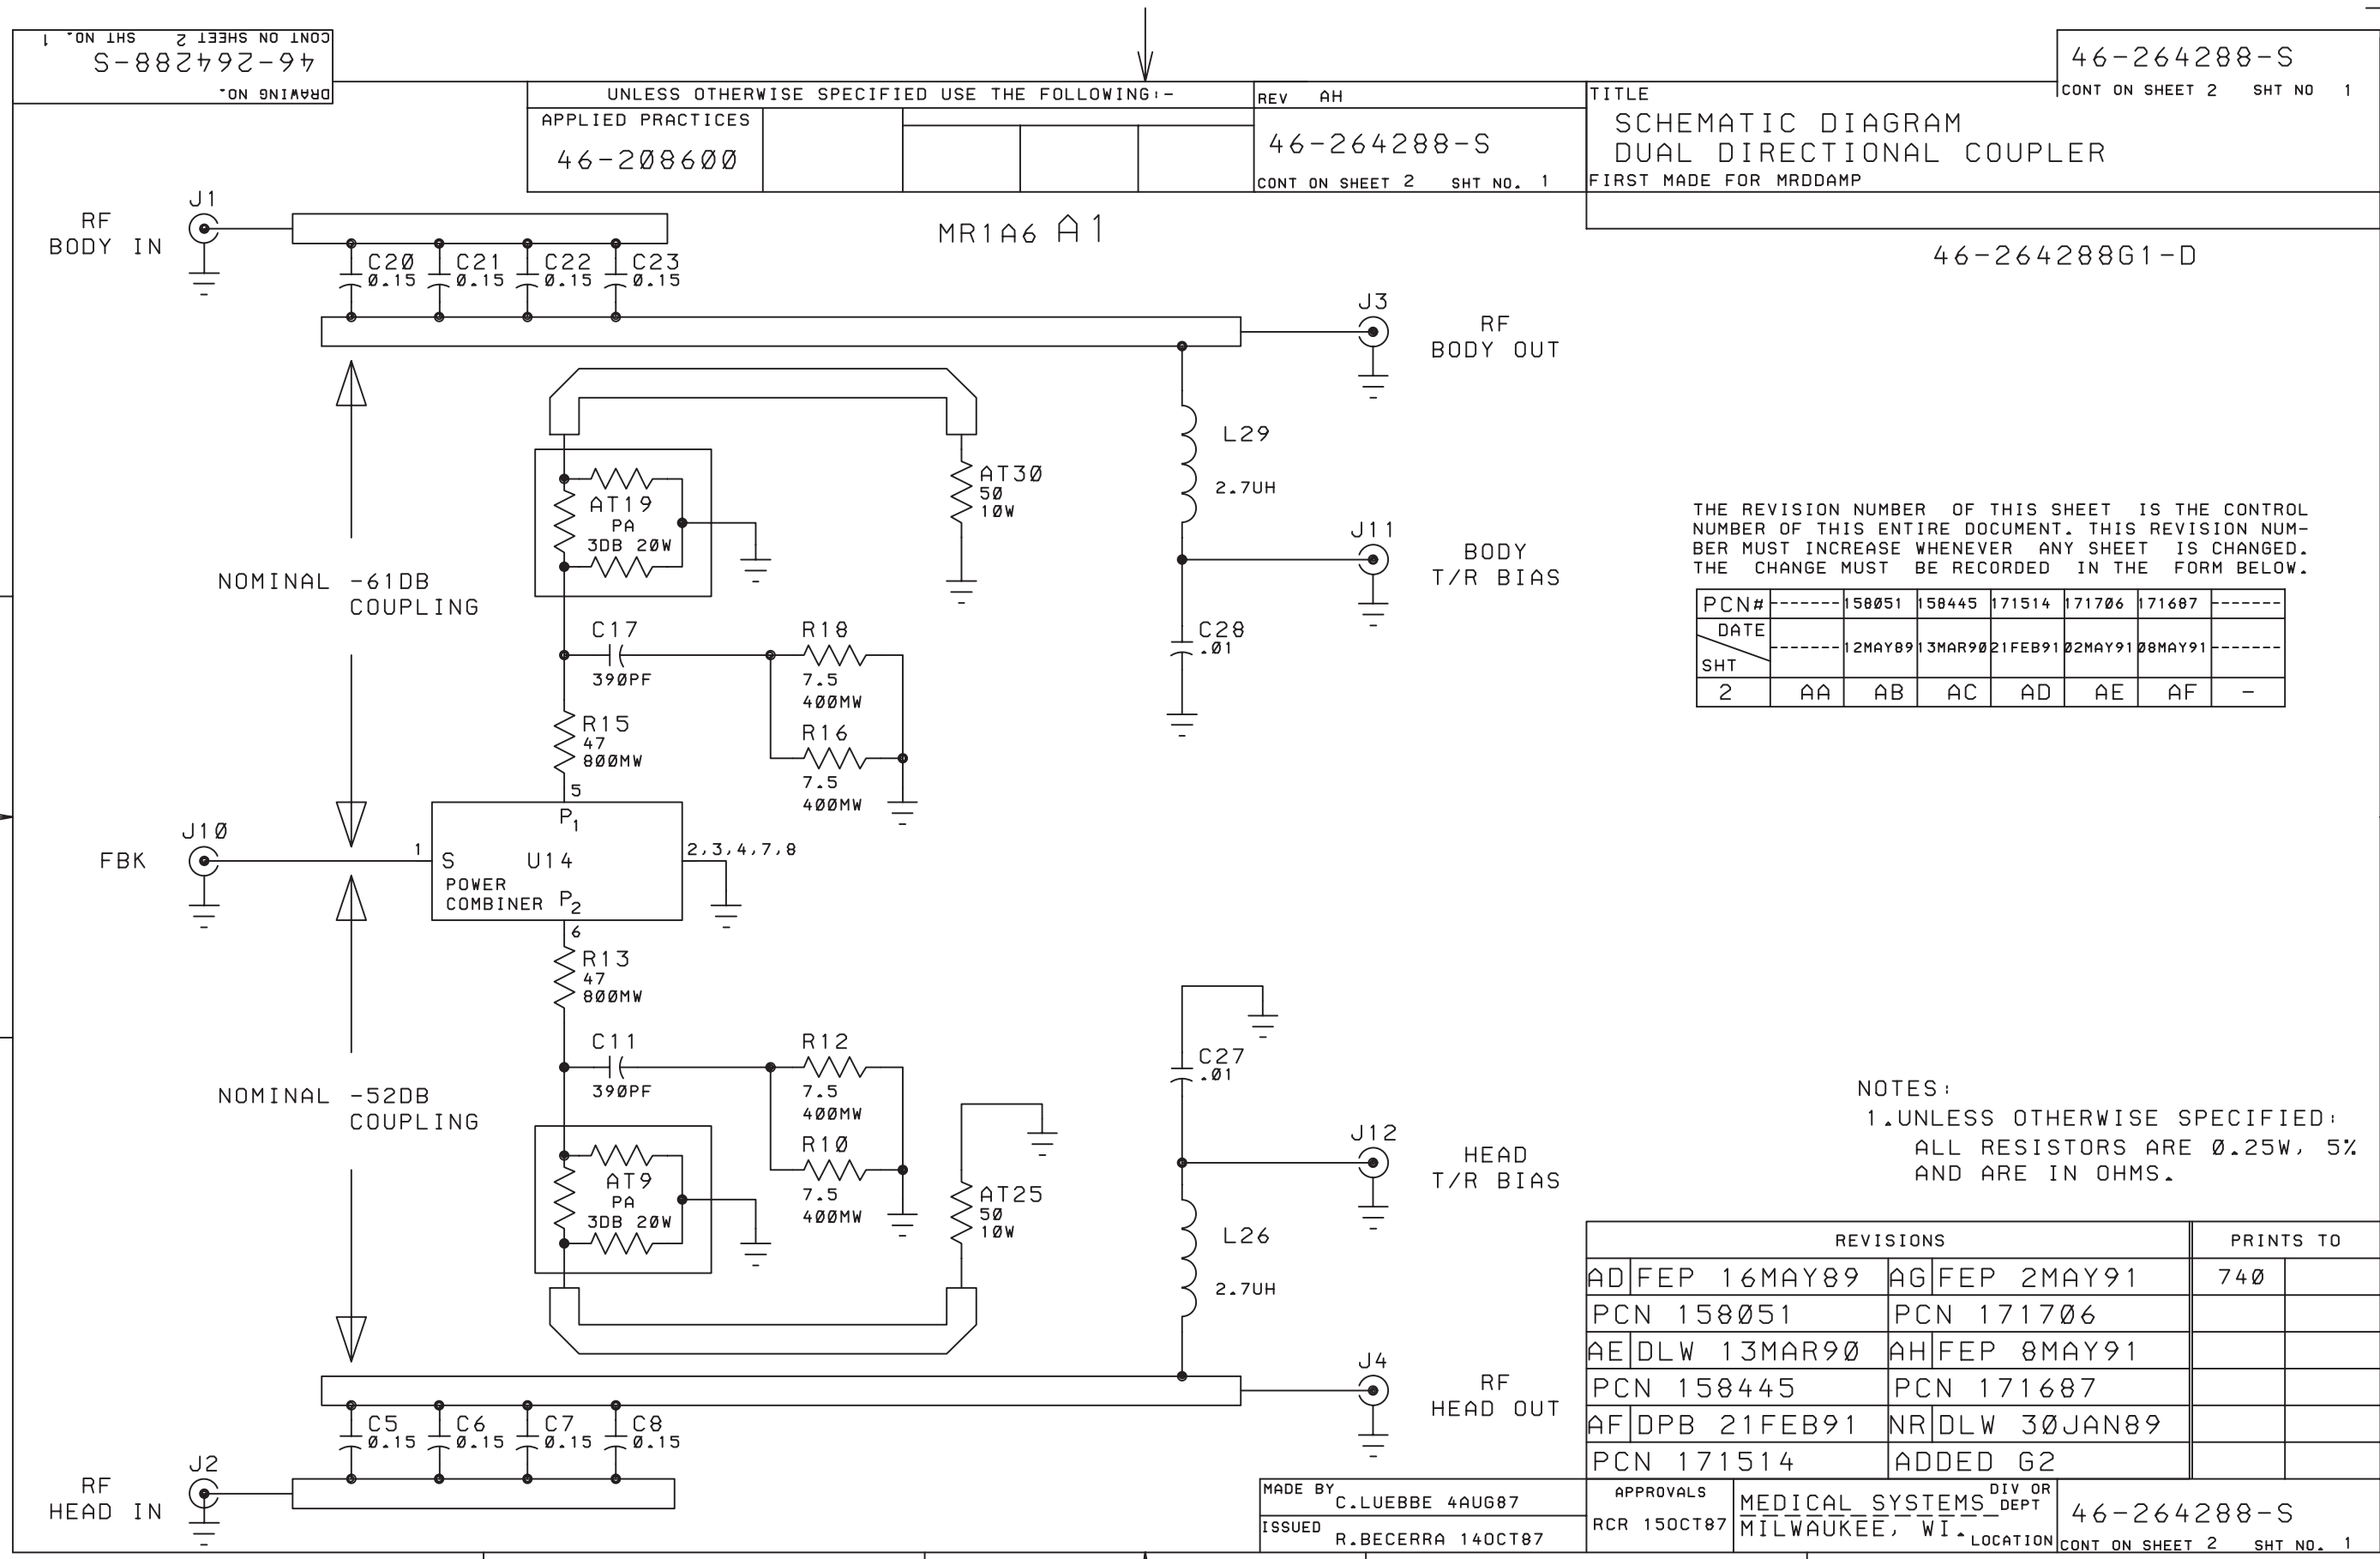 DRAWING NO.
46-264288-S
CONT ON SHEET 2 SHT NO. 1
UNLESS OTHERWISE SPECIFIED USE THE FOLLOWING:-
APPLIED PRACTICES
46-208600
REV AH
46-264288-S
CONT ON SHEET 2 SHT NO. 1
TITLE
SCHEMATIC DIAGRAM
DUAL DIRECTIONAL COUPLER
FIRST MADE FOR MRDDAMP
46-264288-S
CONT ON SHEET 2 SHT NO 1
MR1A6 A1
46-264288G1-D
J1
RF
BODY IN
C20
0.15
C21
0.15
C22
0.15
C23
0.15
J3
RF
BODY OUT
L29
2.7UH
AT19
PA
3DB 20W
AT30
50
10W
J11
BODY
T/R BIAS
NOMINAL -61DB
COUPLING
C17
390PF
R18
7.5
400MW
R16
7.5
400MW
C28
.01
R15
47
800MW
5
P1
J10
FBK
1
S
U14
POWER
COMBINER
P2
2,3,4,7,8
6
R13
47
800MW
C11
390PF
R12
7.5
400MW
R10
7.5
400MW
NOMINAL -52DB
COUPLING
AT9
PA
3DB 20W
AT25
50
10W
C27
.01
J12
HEAD
T/R BIAS
L26
2.7UH
J4
RF
HEAD OUT
C5
0.15
C6
0.15
C7
0.15
C8
0.15
J2
RF
HEAD IN
THE REVISION NUMBER OF THIS SHEET IS THE CONTROL
NUMBER OF THIS ENTIRE DOCUMENT. THIS REVISION NUM-
BER MUST INCREASE WHENEVER ANY SHEET IS CHANGED.
THE CHANGE MUST BE RECORDED IN THE FORM BELOW.
PCN# ------- 158051 158445 171514 171706 171687 -------
DATE ------- 12MAY89 13MAR90 21FEB91 02MAY91 08MAY91 -------
SHT
2 AA AB AC AD AE AF -
NOTES:
1.UNLESS OTHERWISE SPECIFIED:
ALL RESISTORS ARE 0.25W, 5%
AND ARE IN OHMS.
REVISIONS PRINTS TO
AD FEP 16MAY89 AG FEP 2MAY91 740
PCN 158051 PCN 171706
AE DLW 13MAR90 AH FEP 8MAY91
PCN 158445 PCN 171687
AF DPB 21FEB91 NR DLW 30JAN89
PCN 171514 ADDED G2
MADE BY C.LUEBBE 4AUG87
ISSUED R.BECERRA 14OCT87
APPROVALS
RCR 15OCT87
MEDICAL SYSTEMS DIV OR DEPT
MILWAUKEE, WI. LOCATION
46-264288-S
CONT ON SHEET 2 SHT NO. 1